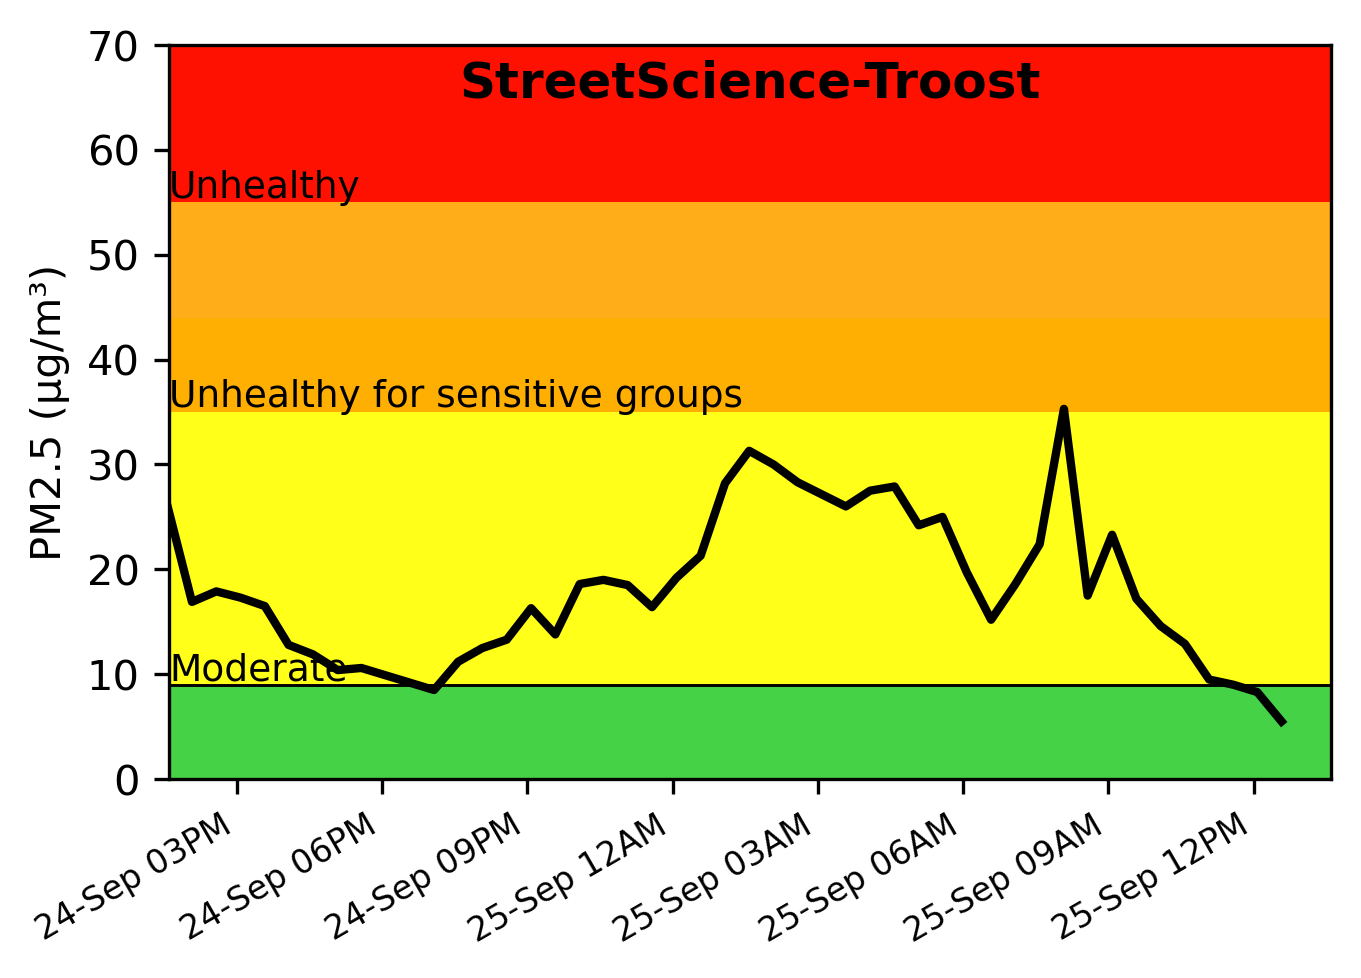 StreetScience-Troost
70
60
50
40
30
20
10
0
PM2.5 (µg/m³)
Unhealthy
Unhealthy for sensitive groups
Moderate
24-Sep 03PM
24-Sep 06PM
24-Sep 09PM
25-Sep 12AM
25-Sep 03AM
25-Sep 06AM
25-Sep 09AM
25-Sep 12PM